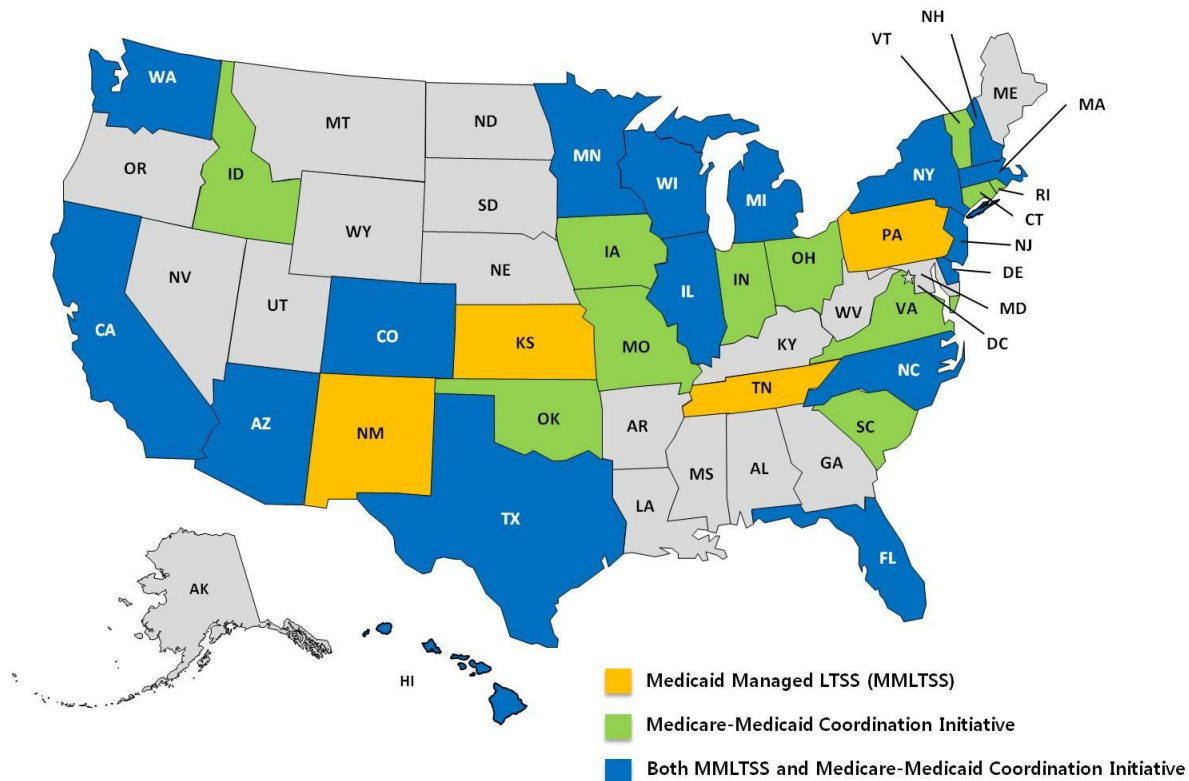 NH
VT
ME
WA
MA
MT
ND
MN
OR
ID
WI
NY
MI
SD
RI
CT
WY
PA
NJ
IA
NE
OH
DE
NV
IN
UT
IL
MD
WV
VA
CA
CO
DC
KS
MO
KY
NC
TN
AZ
OK
NM
AR
SC
GA
MS
AL
LA
TX
FL
AK
HI
Medicaid Managed LTSS (MMLTSS)
Medicare-Medicaid Coordination Initiative
Both MMLTSS and Medicare-Medicaid Coordination Initiative